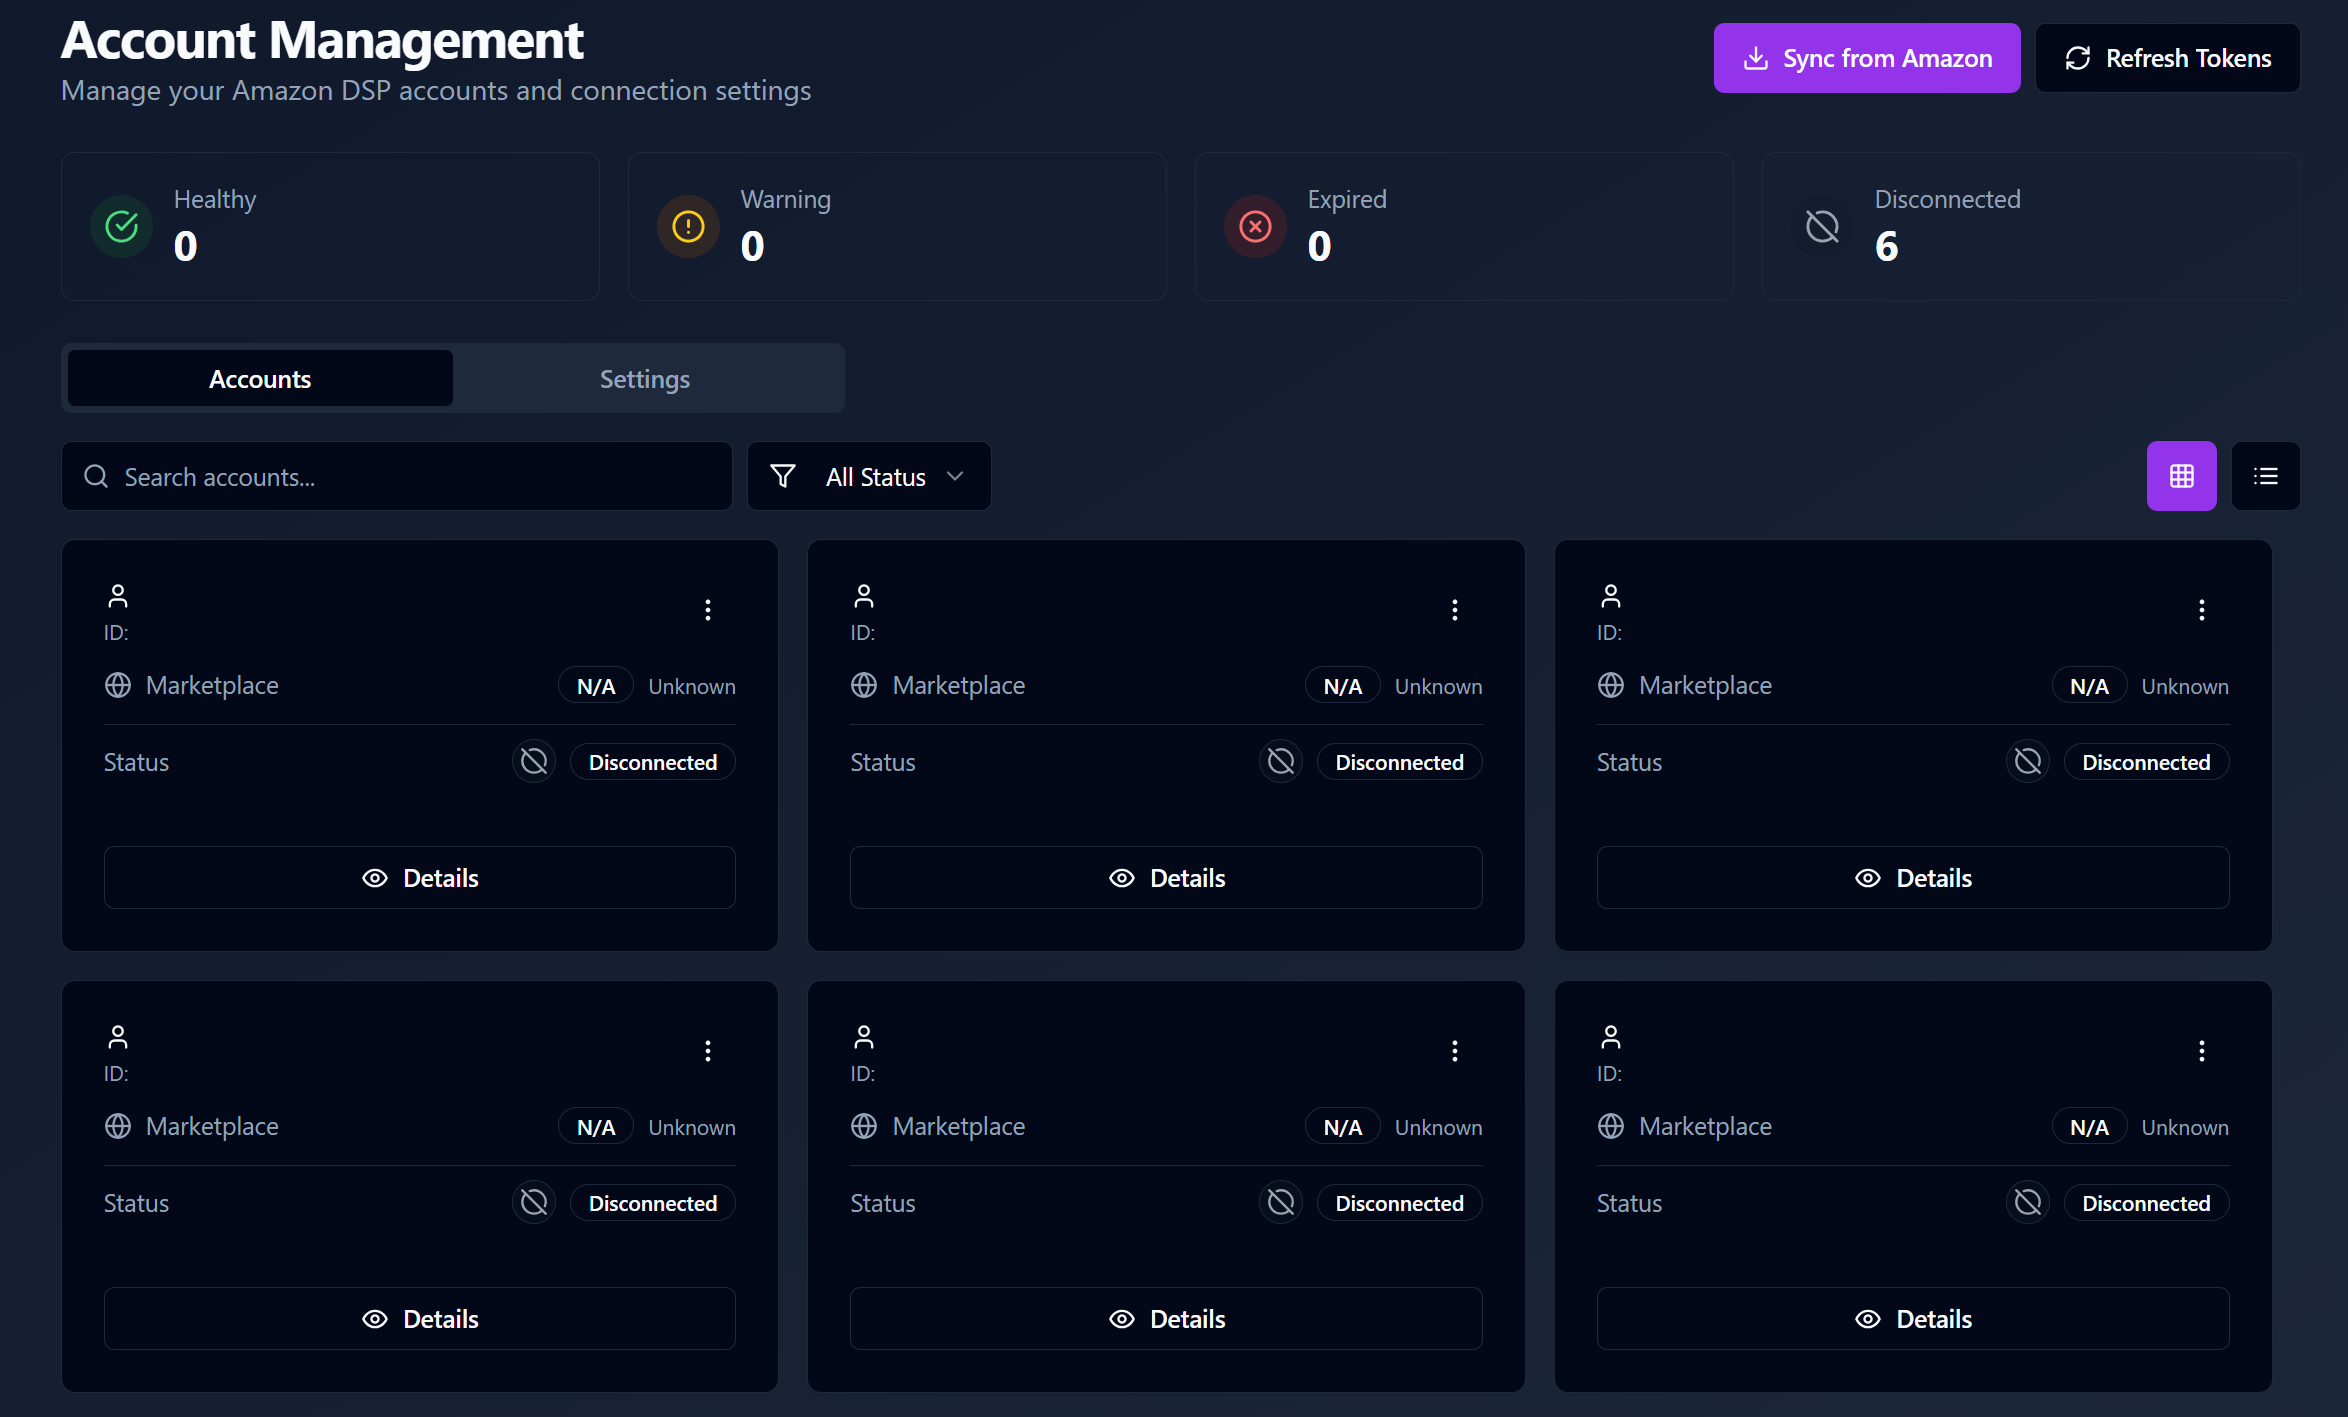 Account Management
Manage your Amazon DSP accounts and connection settings
Sync from Amazon
Refresh Tokens
Healthy
0
Warning
0
Expired
0
Disconnected
6
Accounts
Settings
Search accounts...
All Status
ID:
Marketplace N/A Unknown
Status Disconnected
Details
ID:
Marketplace N/A Unknown
Status Disconnected
Details
ID:
Marketplace N/A Unknown
Status Disconnected
Details
ID:
Marketplace N/A Unknown
Status Disconnected
Details
ID:
Marketplace N/A Unknown
Status Disconnected
Details
ID:
Marketplace N/A Unknown
Status Disconnected
Details